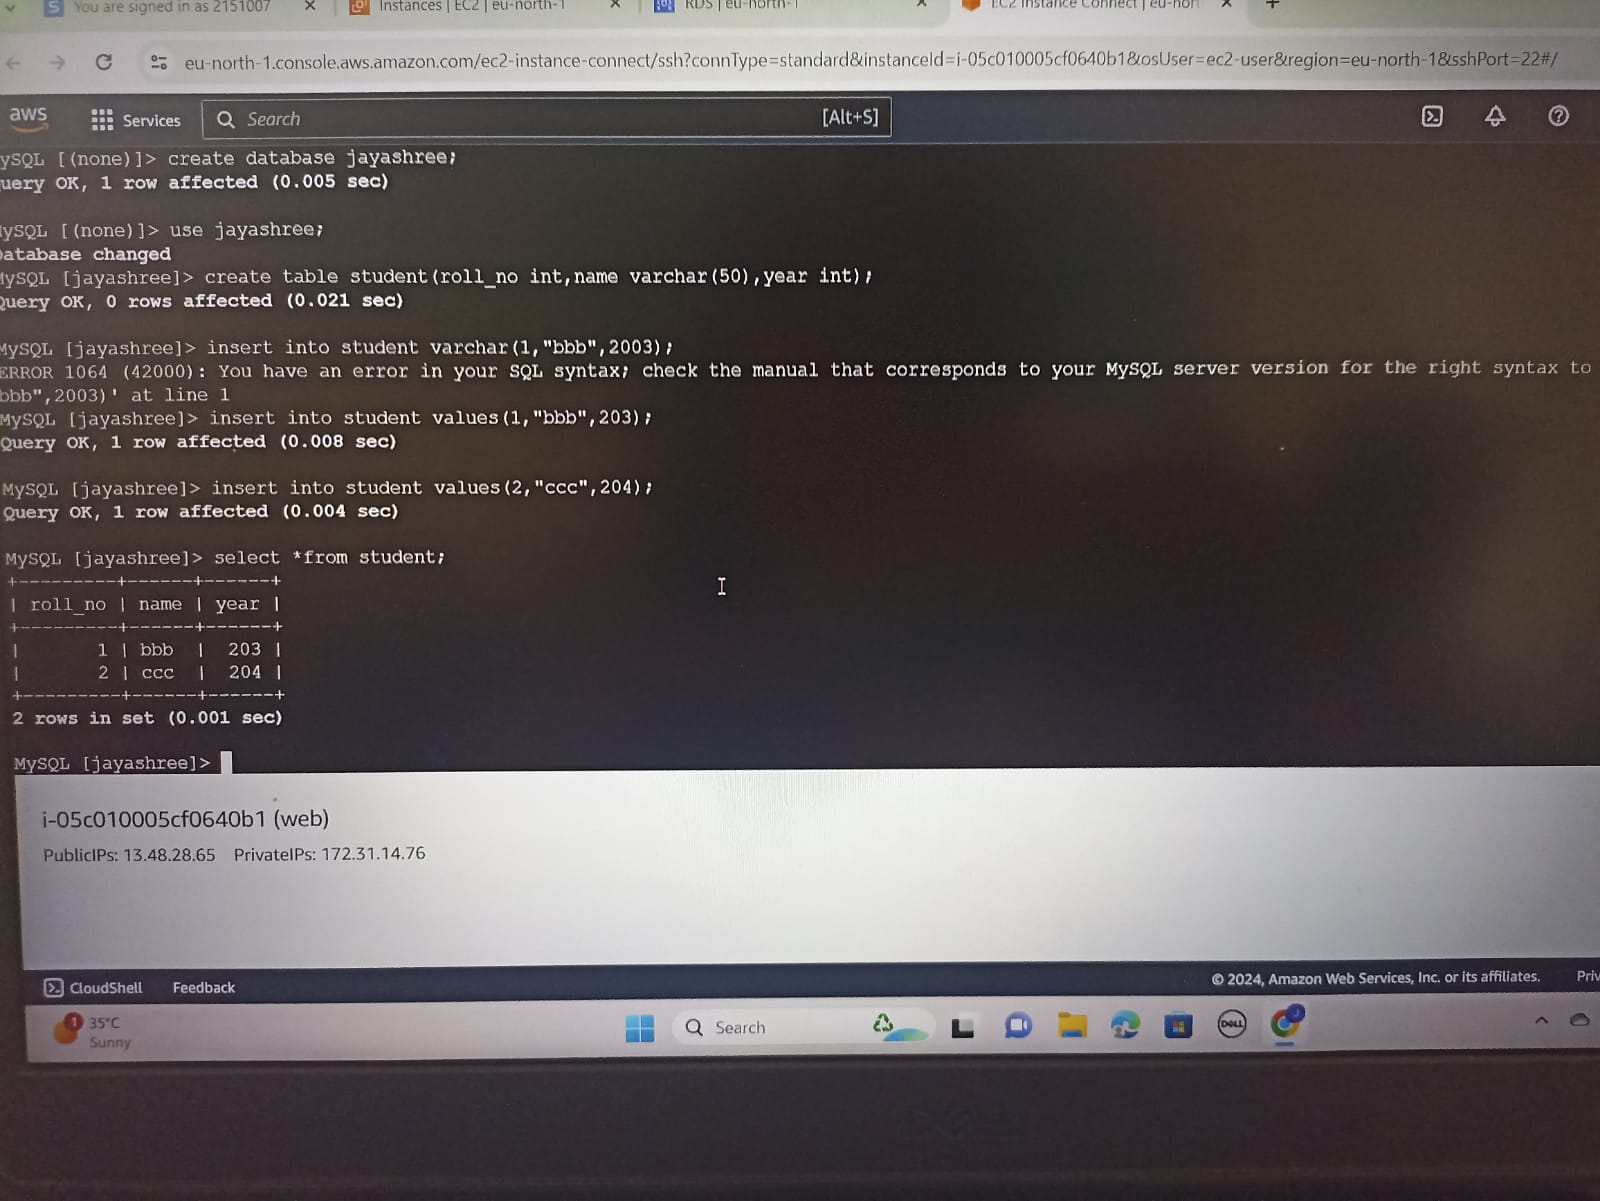 You are signed in as 2151007
Instances | EC2 | eu-north-1
RDS | eu-north-1
EC2 Instance Connect | eu-nor
eu-north-1.console.aws.amazon.com/ec2-instance-connect/ssh?connType=standard&instanceId=i-05c010005cf0640b1&osUser=ec2-user&region=eu-north-1&sshPort=22#/
aws Services Search [Alt+S]
ySQL [(none)]> create database jayashree;
uery OK, 1 row affected (0.005 sec)
ySQL [(none)]> use jayashree;
atabase changed
MySQL [jayashree]> create table student(roll_no int,name varchar(50),year int);
Query OK, 0 rows affected (0.021 sec)
MySQL [jayashree]> insert into student varchar(1,"bbb",2003);
ERROR 1064 (42000): You have an error in your SQL syntax; check the manual that corresponds to your MySQL server version for the right syntax to
bbb",2003)' at line 1
MySQL [jayashree]> insert into student values(1,"bbb",203);
Query OK, 1 row affected (0.008 sec)
MySQL [jayashree]> insert into student values(2,"ccc",204);
Query OK, 1 row affected (0.004 sec)
MySQL [jayashree]> select *from student;
+---------+------+------+
| roll_no | name | year |
+---------+------+------+
| 1 | bbb | 203 |
| 2 | ccc | 204 |
+---------+------+------+
2 rows in set (0.001 sec)
MySQL [jayashree]>
i-05c010005cf0640b1 (web)
PublicIPs: 13.48.28.65 PrivateIPs: 172.31.14.76
CloudShell Feedback © 2024, Amazon Web Services, Inc. or its affiliates. Priv
1 35°C
Sunny
Search
DELL
J